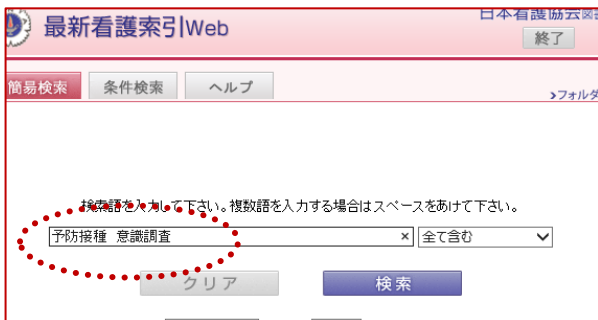 日本看護協会図
最新看護索引Web
終了
簡易検索 条件検索 ヘルプ
>フォルダ
検索語を入力して下さい。複数語を入力する場合はスペースをあけて下さい。
予防接種 意識調査 × 全て含む
クリア 検索